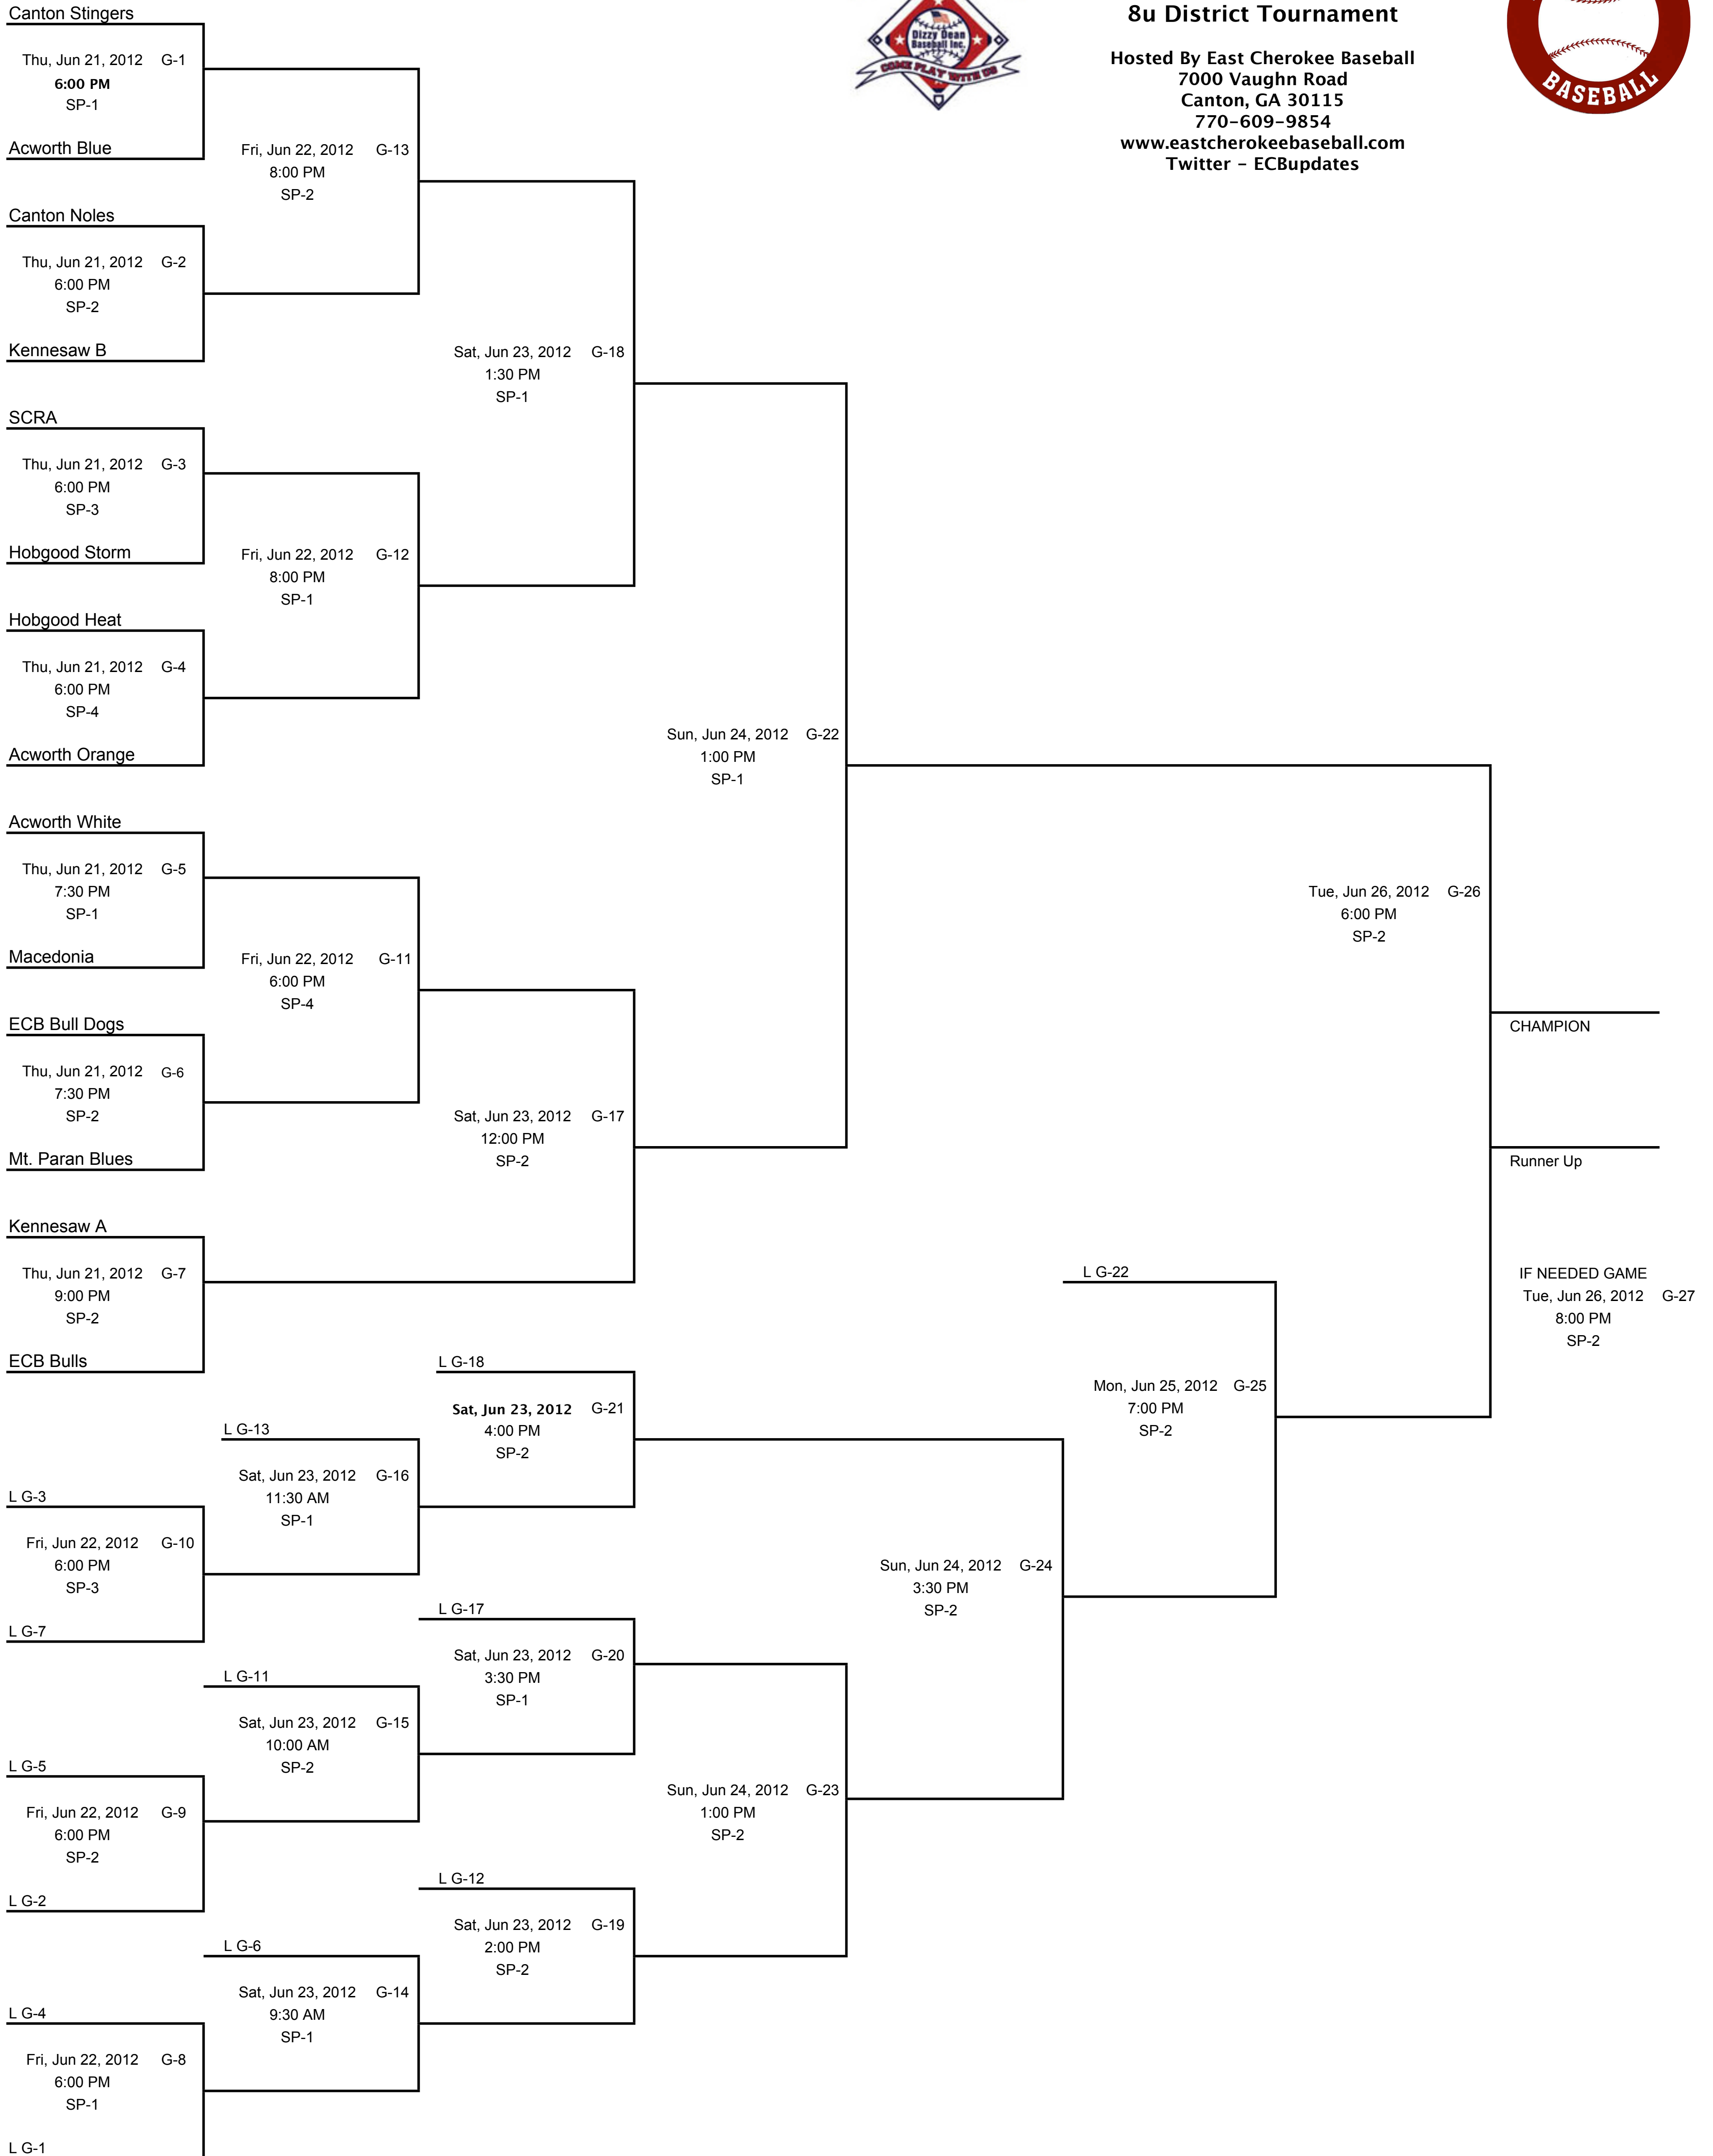 8u District Tournament
Hosted By East Cherokee Baseball
7000 Vaughn Road
Canton, GA 30115
770-609-9854
www.eastcherokeebaseball.com
Twitter - ECBupdates
Dizzy Dean
Baseball Inc.
COME PLAY WITH US
BASEBALL
Canton Stingers
Thu, Jun 21, 2012 G-1
6:00 PM
SP-1
Acworth Blue
Canton Noles
Thu, Jun 21, 2012 G-2
6:00 PM
SP-2
Kennesaw B
SCRA
Thu, Jun 21, 2012 G-3
6:00 PM
SP-3
Hobgood Storm
Hobgood Heat
Thu, Jun 21, 2012 G-4
6:00 PM
SP-4
Acworth Orange
Acworth White
Thu, Jun 21, 2012 G-5
7:30 PM
SP-1
Macedonia
ECB Bull Dogs
Thu, Jun 21, 2012 G-6
7:30 PM
SP-2
Mt. Paran Blues
Kennesaw A
Thu, Jun 21, 2012 G-7
9:00 PM
SP-2
ECB Bulls
L G-3
Fri, Jun 22, 2012 G-10
6:00 PM
SP-3
L G-7
L G-5
Fri, Jun 22, 2012 G-9
6:00 PM
SP-2
L G-2
L G-4
Fri, Jun 22, 2012 G-8
6:00 PM
SP-1
L G-1
Fri, Jun 22, 2012 G-13
8:00 PM
SP-2
Fri, Jun 22, 2012 G-12
8:00 PM
SP-1
Fri, Jun 22, 2012 G-11
6:00 PM
SP-4
L G-13
Sat, Jun 23, 2012 G-16
11:30 AM
SP-1
L G-11
Sat, Jun 23, 2012 G-15
10:00 AM
SP-2
L G-6
Sat, Jun 23, 2012 G-14
9:30 AM
SP-1
Sat, Jun 23, 2012 G-18
1:30 PM
SP-1
Sat, Jun 23, 2012 G-17
12:00 PM
SP-2
L G-18
Sat, Jun 23, 2012 G-21
4:00 PM
SP-2
L G-17
Sat, Jun 23, 2012 G-20
3:30 PM
SP-1
L G-12
Sat, Jun 23, 2012 G-19
2:00 PM
SP-2
Sun, Jun 24, 2012 G-22
1:00 PM
SP-1
Sun, Jun 24, 2012 G-23
1:00 PM
SP-2
Sun, Jun 24, 2012 G-24
3:30 PM
SP-2
L G-22
Mon, Jun 25, 2012 G-25
7:00 PM
SP-2
Tue, Jun 26, 2012 G-26
6:00 PM
SP-2
CHAMPION
Runner Up
IF NEEDED GAME
Tue, Jun 26, 2012 G-27
8:00 PM
SP-2